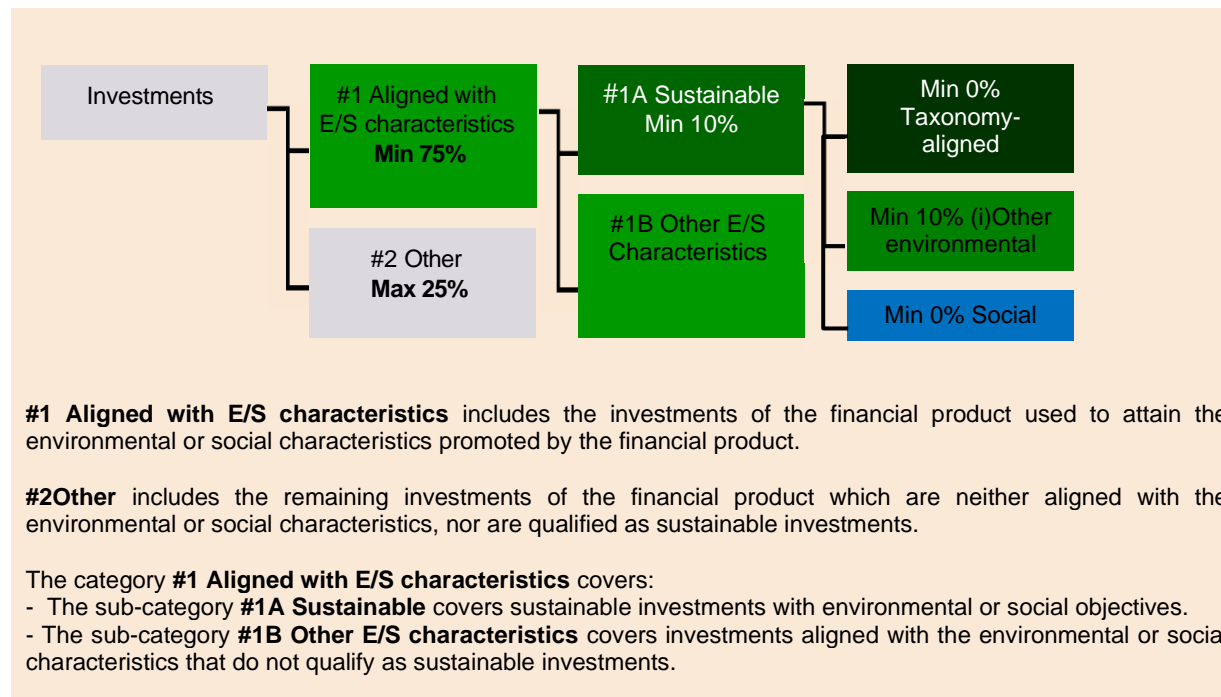 Investments
#1 Aligned with
E/S characteristics
Min 75%
#2 Other
Max 25%
#1A Sustainable
Min 10%
#1B Other E/S
Characteristics
Min 0%
Taxonomy-
aligned
Min 10% (i)Other
environmental
Min 0% Social
#1 Aligned with E/S characteristics includes the investments of the financial product used to attain the
environmental or social characteristics promoted by the financial product.
#2Other includes the remaining investments of the financial product which are neither aligned with the
environmental or social characteristics, nor are qualified as sustainable investments.
The category #1 Aligned with E/S characteristics covers:
- The sub-category #1A Sustainable covers sustainable investments with environmental or social objectives.
- The sub-category #1B Other E/S characteristics covers investments aligned with the environmental or social
characteristics that do not qualify as sustainable investments.